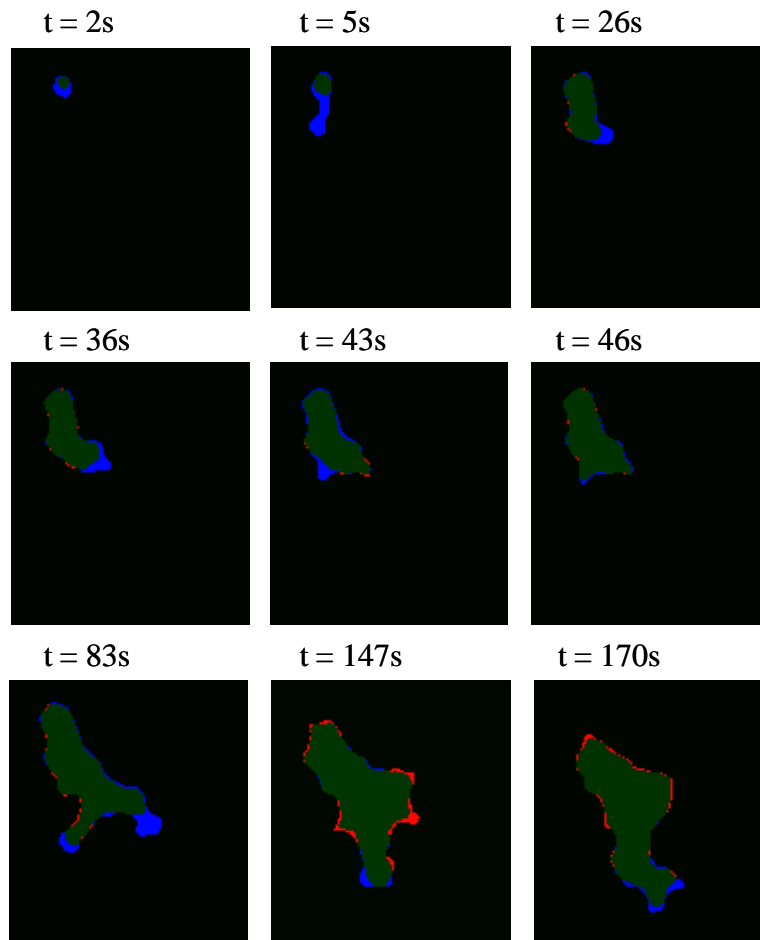 t = 2s
t = 5s
t = 26s
t = 36s
t = 43s
t = 46s
t = 83s
t = 147s
t = 170s